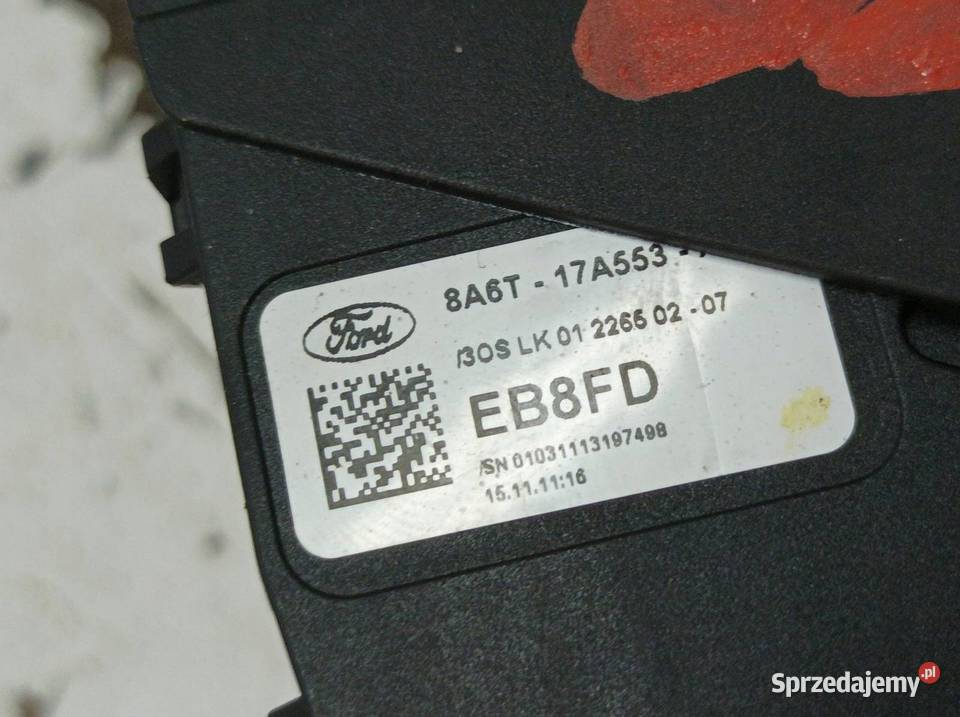 8A6T - 17A553 -
Ford
/3OS LK 01 2266 02 - 07
EB8FD
/SN 01031113197498
15.11.11:16
Sprzedajemy.pl